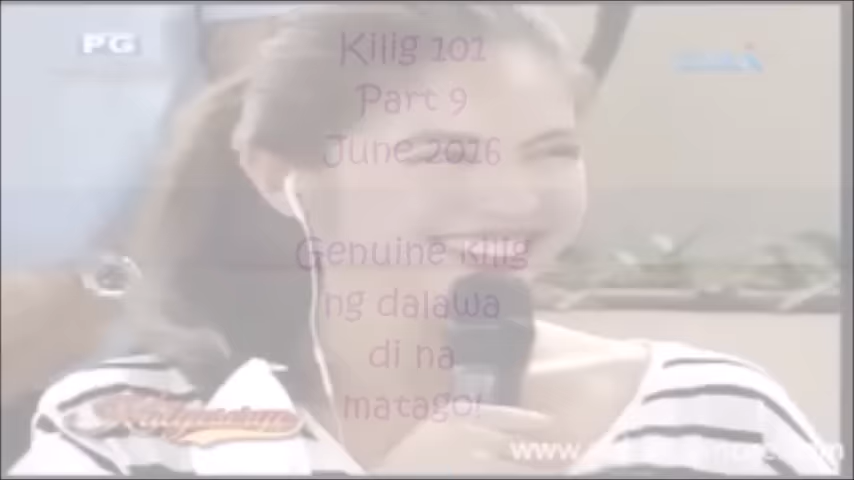 PG
Kilig 101
Part 9
June 2016
Genuine kilig
ng dalawa
di na
matago!